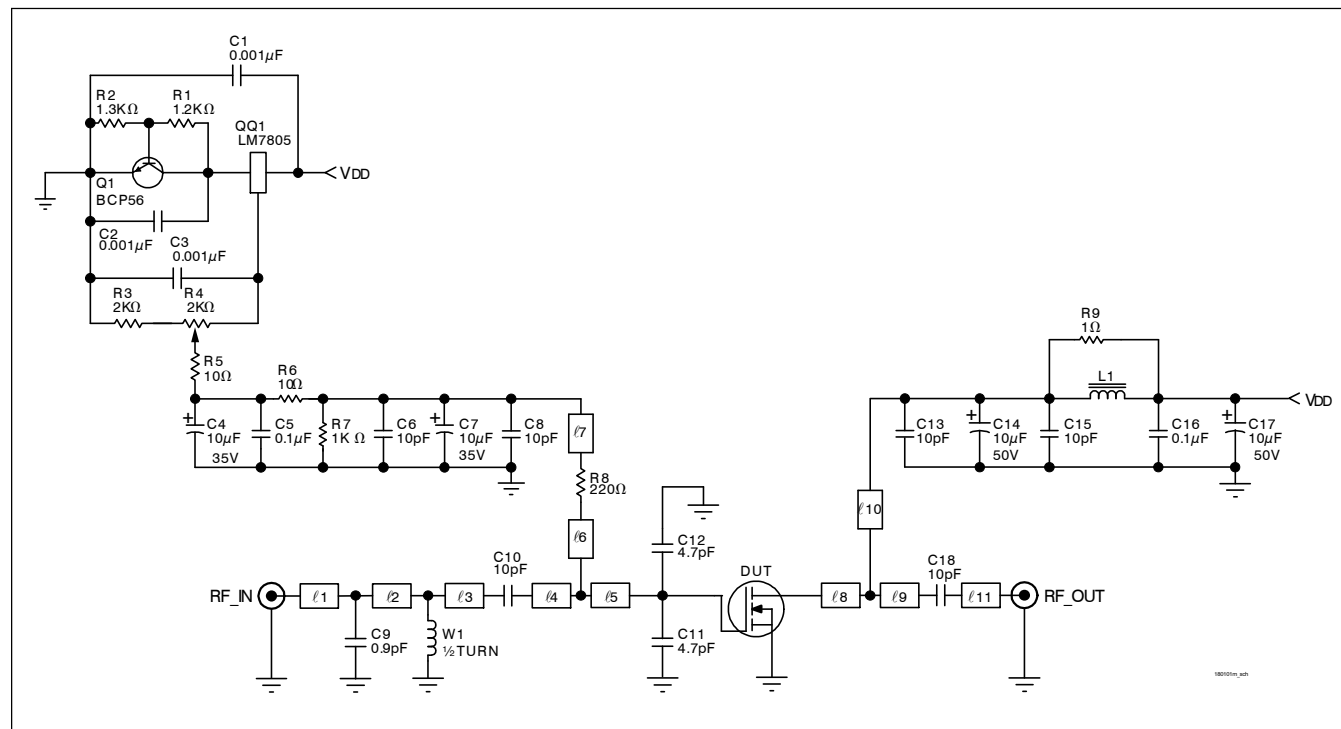 C1
0.001µF
R2
1.3KΩ
R1
1.2KΩ
QQ1
LM7805
VDD
Q1
BCP56
C2
0.001µF
C3
0.001µF
R3
2KΩ
R4
2KΩ
R5
10Ω
R6
10Ω
C4
10µF
35V
C5
0.1µF
R7
1K Ω
C6
10pF
C7
10µF
35V
C8
10pF
ℓ7
R8
220Ω
ℓ6
R9
1Ω
L1
VDD
C13
10pF
C14
10µF
50V
C15
10pF
C16
0.1µF
C17
10µF
50V
ℓ10
C12
4.7pF
DUT
C10
10pF
C18
10pF
RF_IN
ℓ1
ℓ2
ℓ3
ℓ4
ℓ5
ℓ8
ℓ9
ℓ11
RF_OUT
C9
0.9pF
W1
½ TURN
C11
4.7pF
180101m_sch